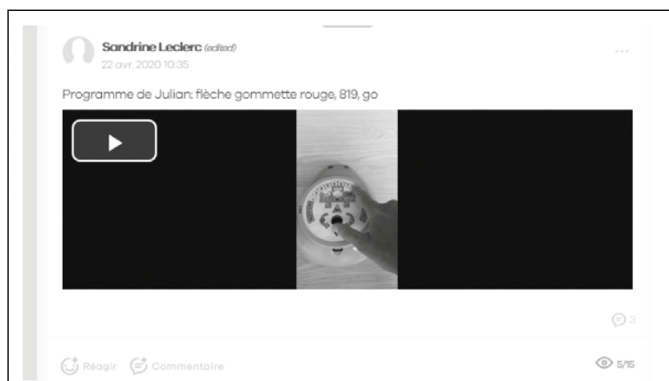 Sandrine Leclerc (edited)
22 avr. 2020 10:35
...
Programme de Julian: flèche gommette rouge, 819, go
3
Réagir Commentaire 5/15